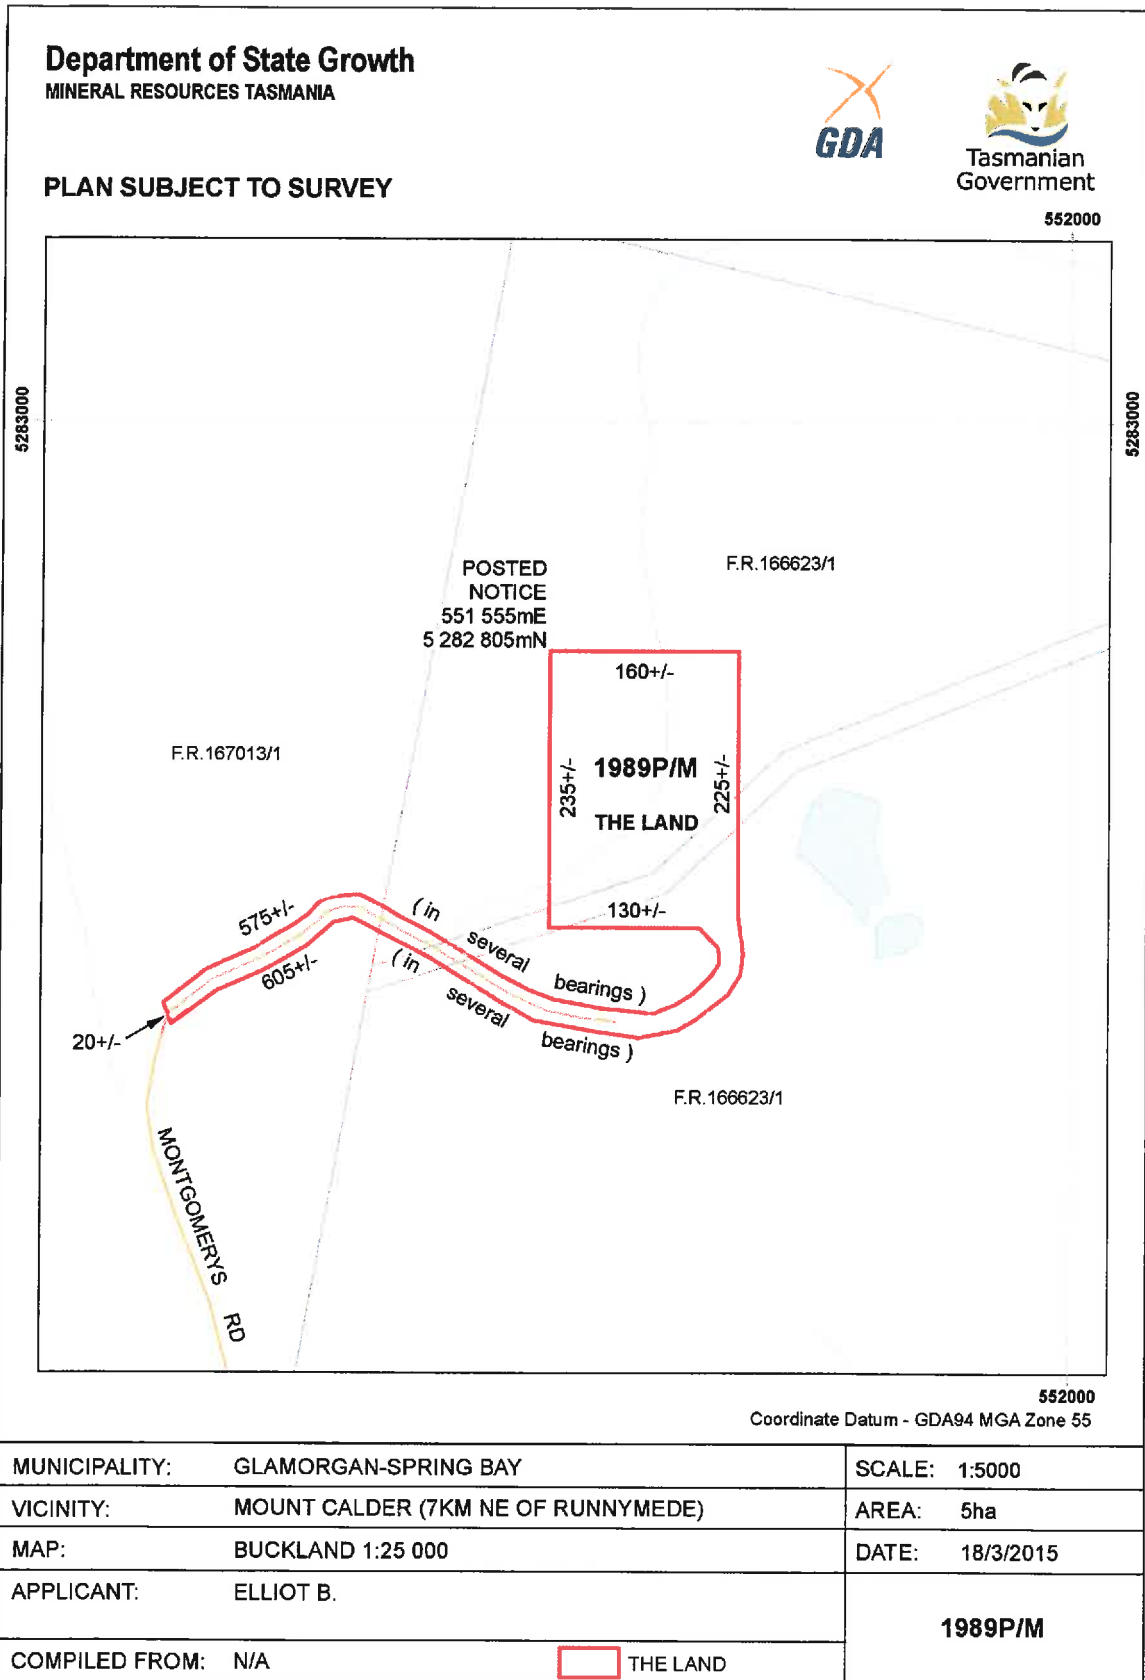 Department of State Growth
MINERAL RESOURCES TASMANIA
GDA
Tasmanian
Government
PLAN SUBJECT TO SURVEY
552000
5283000
5283000
POSTED
NOTICE
551 555mE
5 282 805mN
F.R.166623/1
160+/-
F.R.167013/1
235+/-
1989P/M
225+/-
THE LAND
130+/-
575+/-
( in
several
bearings )
605+/-
( in
several
bearings )
20+/-
F.R.166623/1
MONTGOMERYS RD
552000
Coordinate Datum - GDA94 MGA Zone 55
MUNICIPALITY: GLAMORGAN-SPRING BAY
SCALE: 1:5000
VICINITY: MOUNT CALDER (7KM NE OF RUNNYMEDE)
AREA: 5ha
MAP: BUCKLAND 1:25 000
DATE: 18/3/2015
APPLICANT: ELLIOT B.
1989P/M
COMPILED FROM: N/A
THE LAND